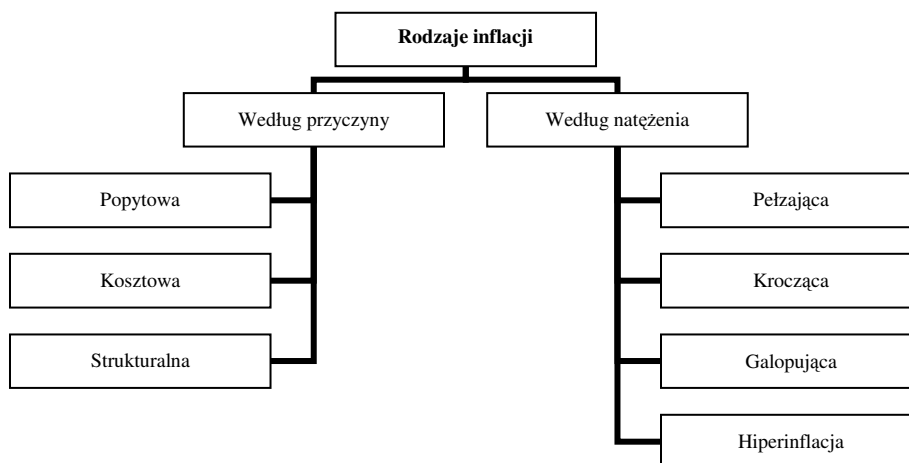 Rodzaje inflacji
Według przyczyny
Popytowa
Kosztowa
Strukturalna
Według natężenia
Pełzająca
Krocząca
Galopująca
Hiperinflacja